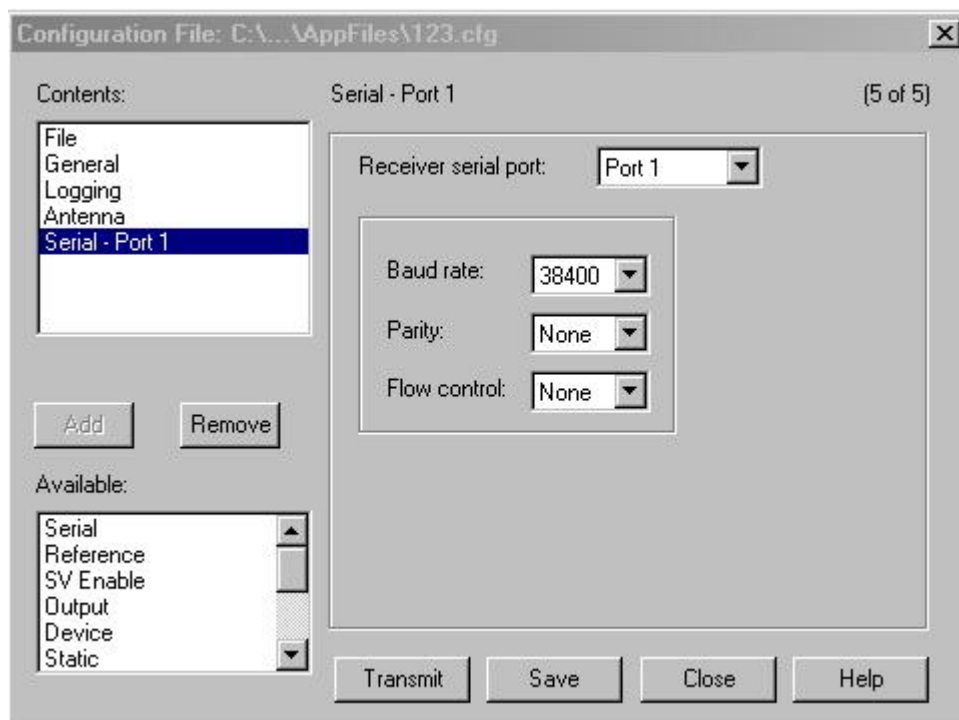 Configuration File: C:\...\AppFiles\123.cfg
Contents:
File
General
Logging
Antenna
Serial - Port 1
Add
Remove
Available:
Serial
Reference
SV Enable
Output
Device
Static
Serial - Port 1
(5 of 5)
Receiver serial port: Port 1
Baud rate: 38400
Parity: None
Flow control: None
Transmit
Save
Close
Help